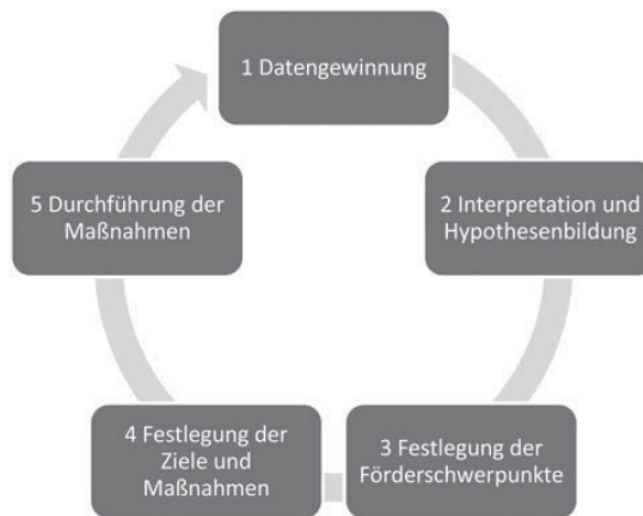 1 Datengewinnung
2 Interpretation und
Hypothesenbildung
3 Festlegung der
Förderschwerpunkte
4 Festlegung der
Ziele und
Maßnahmen
5 Durchführung der
Maßnahmen